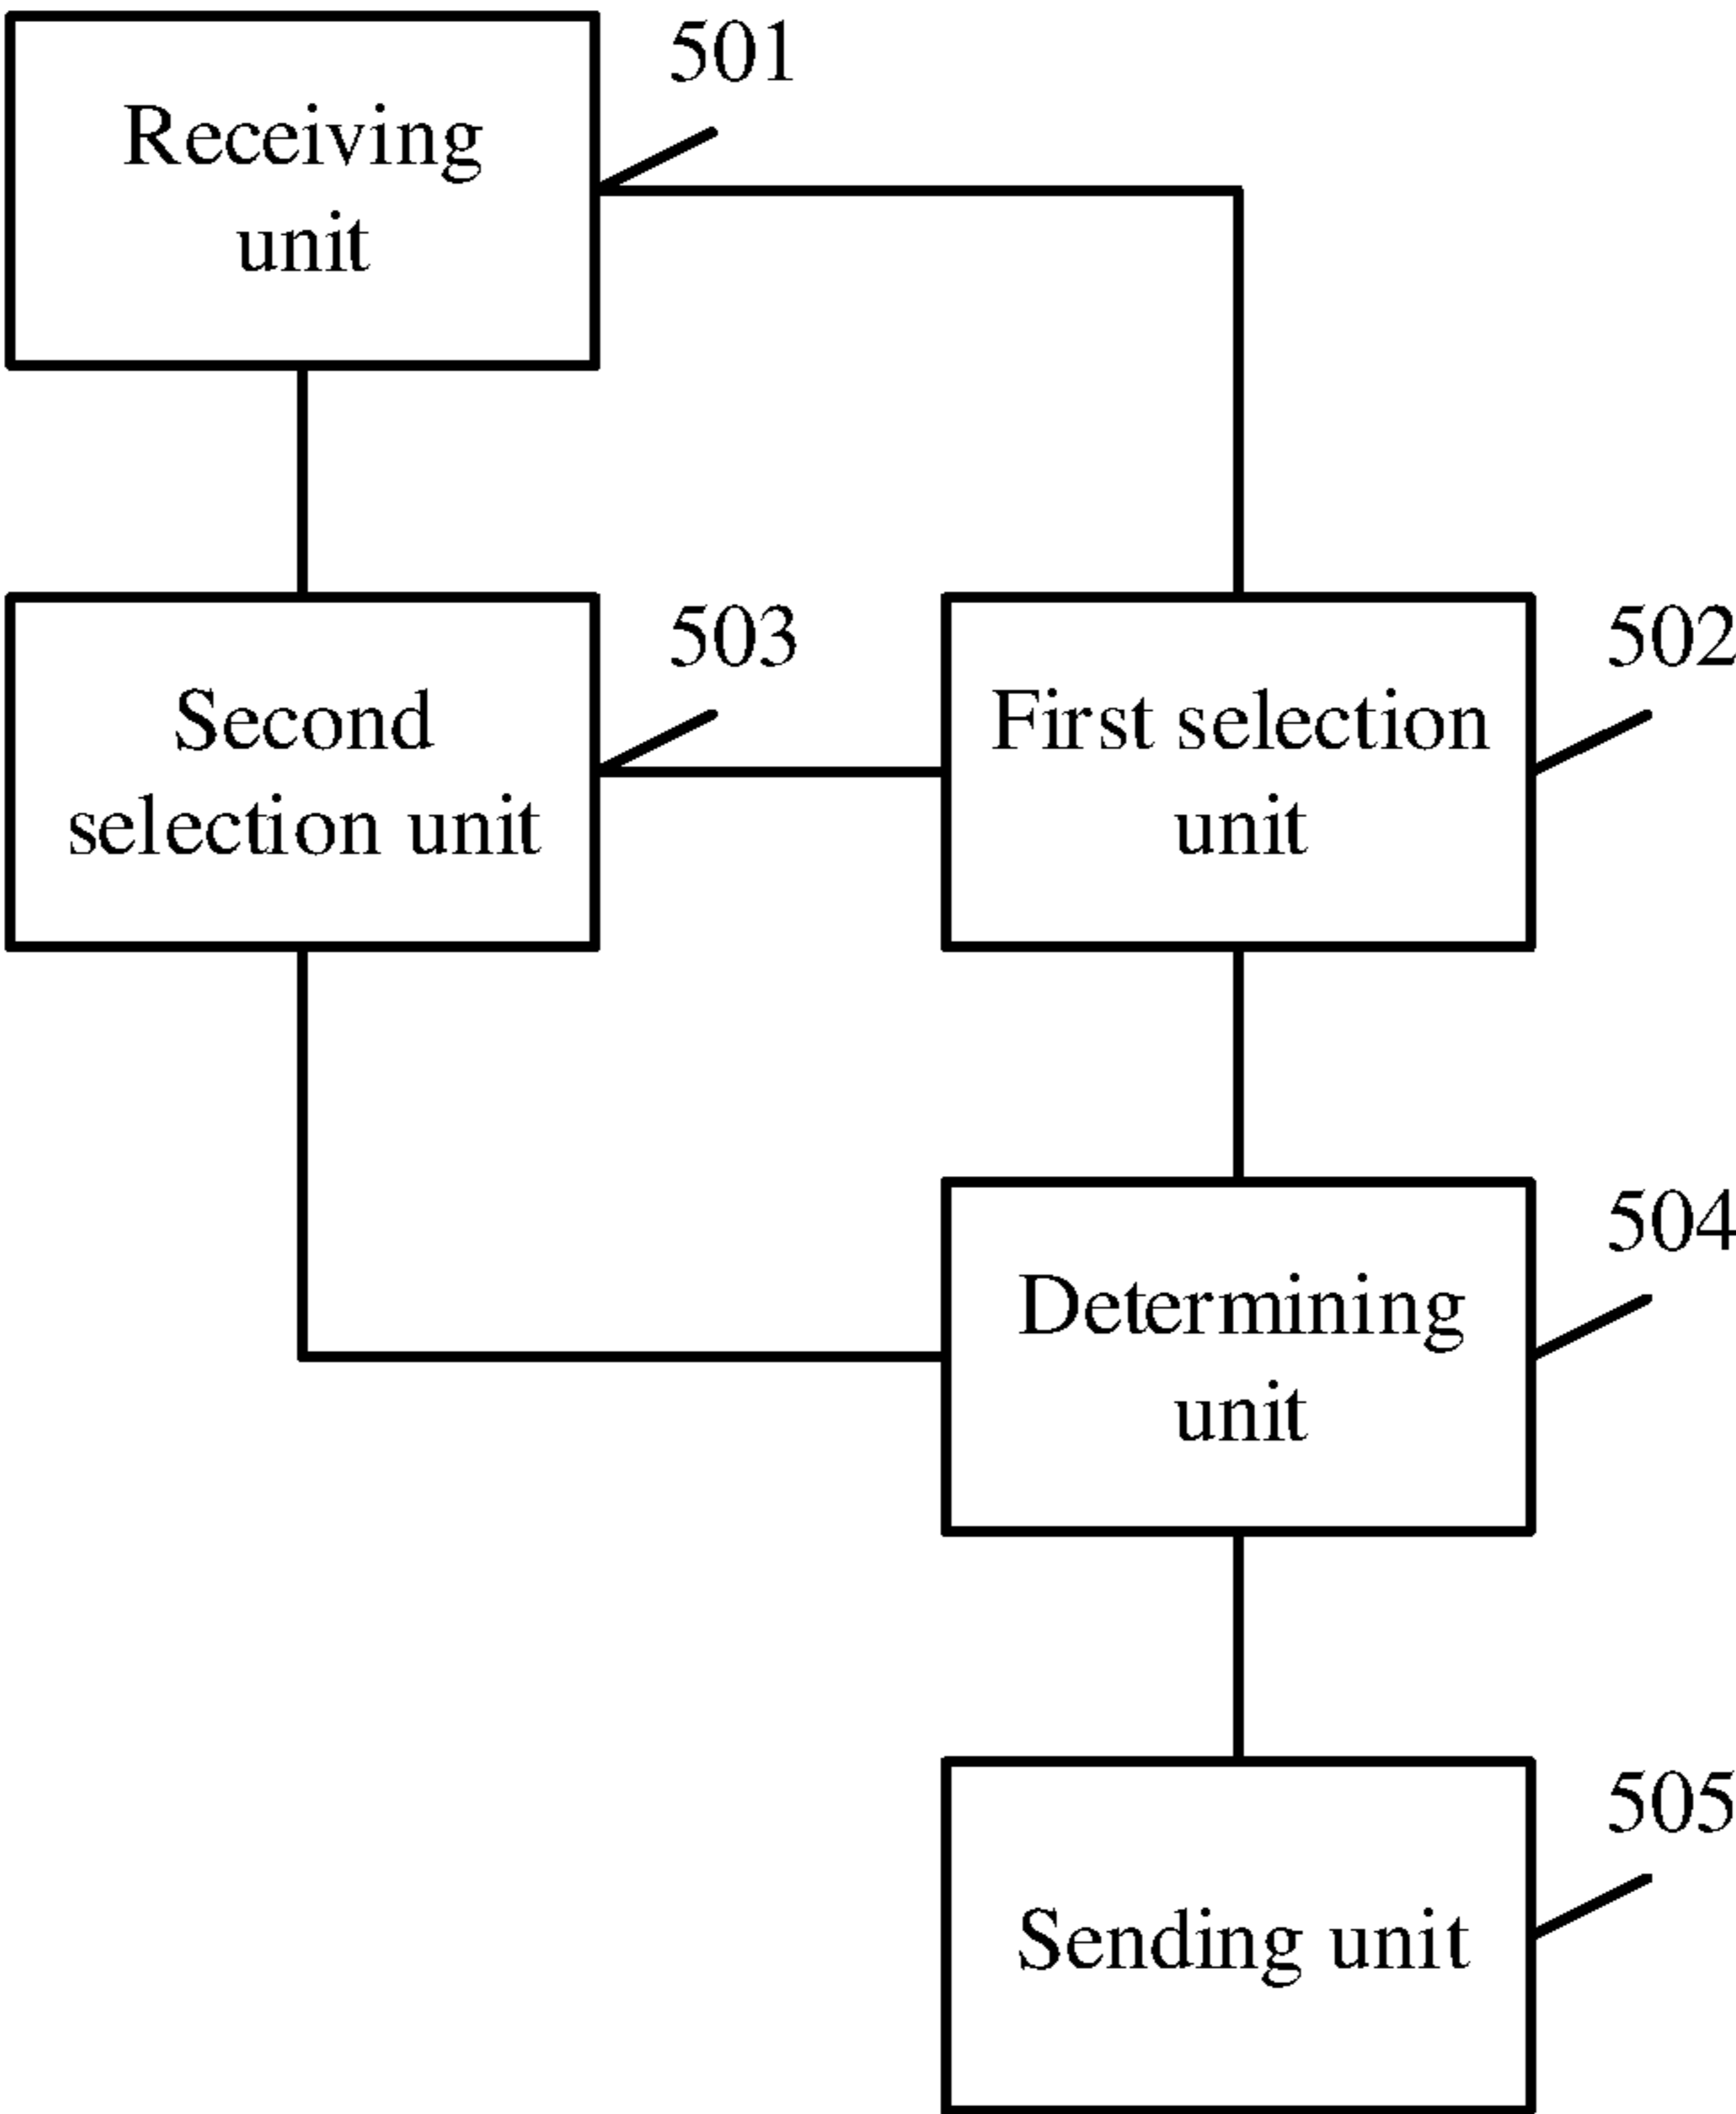 501
Receiving
unit
503
Second
selection unit
502
First selection
unit
504
Determining
unit
505
Sending unit